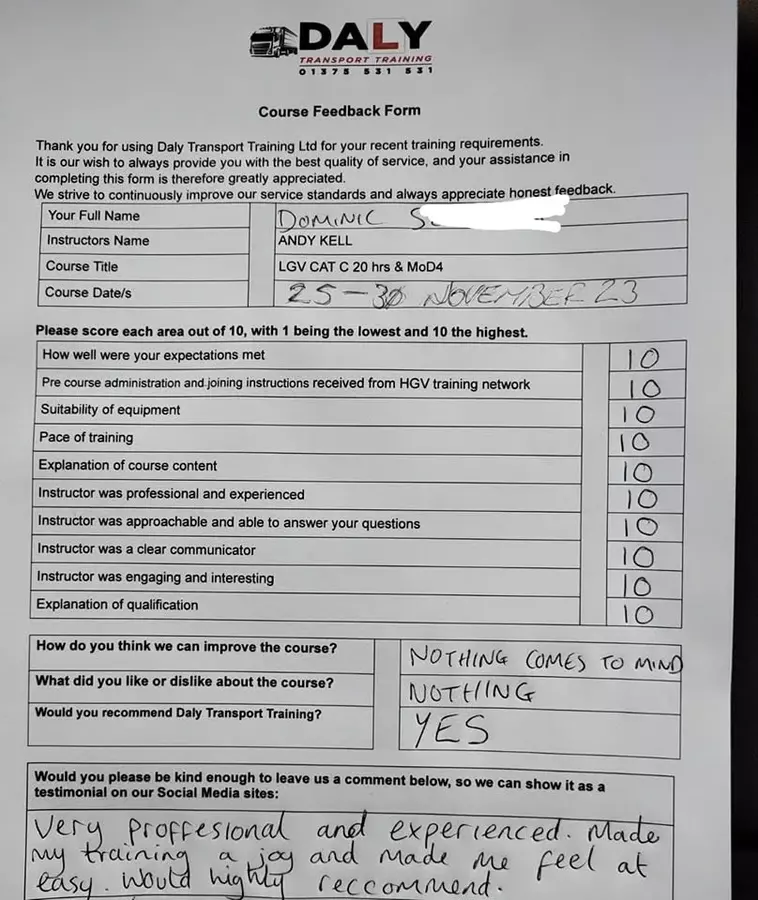 DALY
TRANSPORT TRAINING
01375 531 531
Course Feedback Form
Thank you for using Daly Transport Training Ltd for your recent training requirements.
It is our wish to always provide you with the best quality of service, and your assistance in
completing this form is therefore greatly appreciated.
We strive to continuously improve our service standards and always appreciate honest feedback.
Your Full Name DOMINIC S
Instructors Name ANDY KELL
Course Title LGV CAT C 20 hrs & MoD4
Course Date/s 25-30 NOVEMBER 23
Please score each area out of 10, with 1 being the lowest and 10 the highest.
How well were your expectations met 10
Pre course administration and joining instructions received from HGV training network 10
Suitability of equipment 10
Pace of training 10
Explanation of course content 10
Instructor was professional and experienced 10
Instructor was approachable and able to answer your questions 10
Instructor was a clear communicator 10
Instructor was engaging and interesting 10
Explanation of qualification 10
How do you think we can improve the course? NOTHING COMES TO MIND
What did you like or dislike about the course? NOTHING
Would you recommend Daly Transport Training? YES
Would you please be kind enough to leave us a comment below, so we can show it as a
testimonial on our Social Media sites:
Very proffesional and experienced. Made
my training a joy and made me feel at
easy. Would highly reccommend.